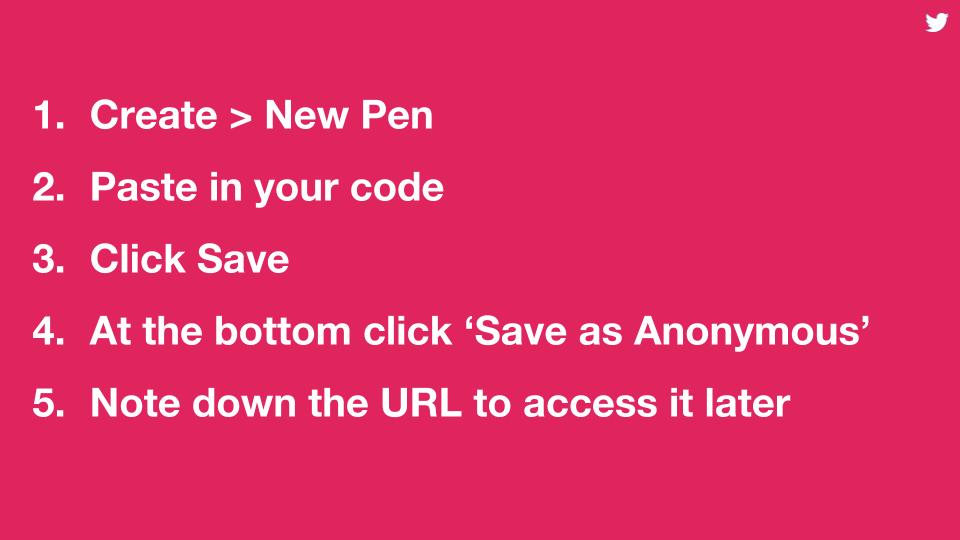 1. Create > New Pen
2. Paste in your code
3. Click Save
4. At the bottom click ‘Save as Anonymous’
5. Note down the URL to access it later